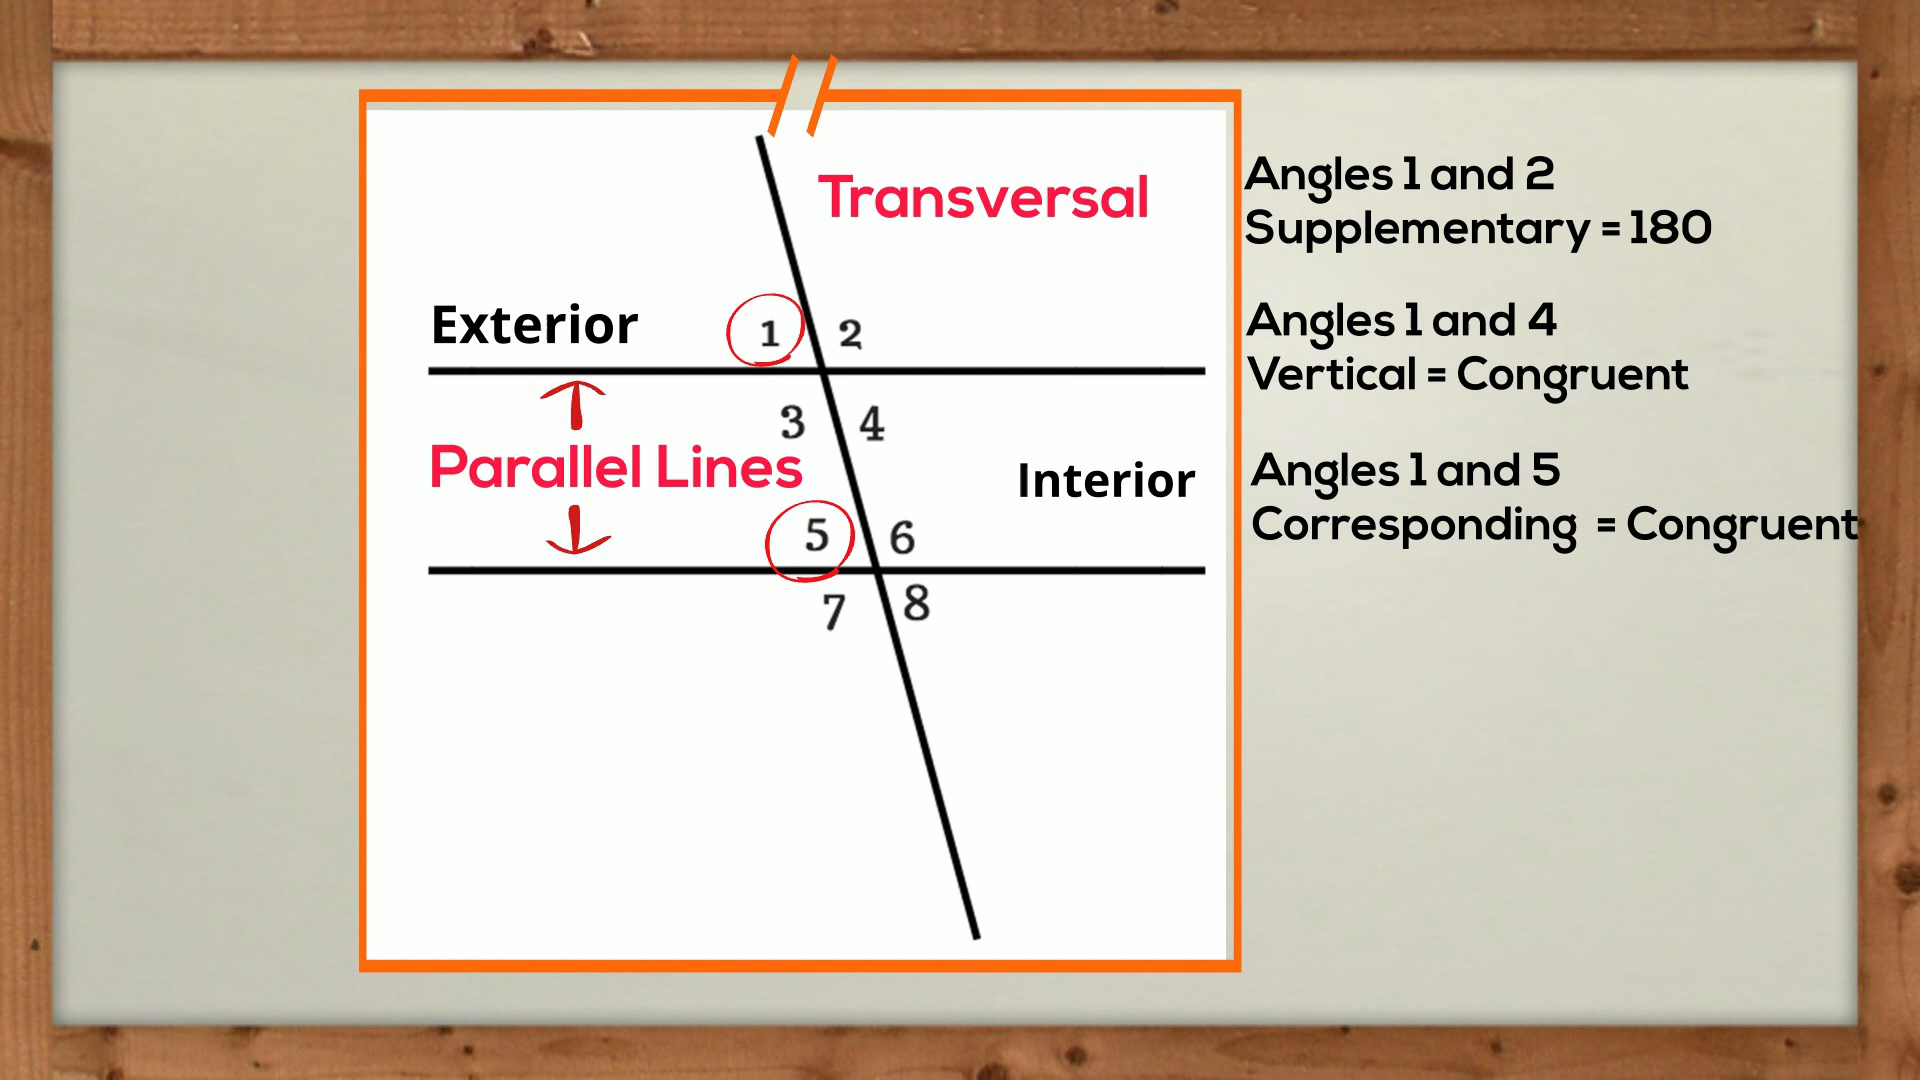 Transversal
Exterior
1 2
3 4
Parallel Lines
Interior
5 6
7 8
Angles 1 and 2
Supplementary = 180
Angles 1 and 4
Vertical = Congruent
Angles 1 and 5
Corresponding = Congruent